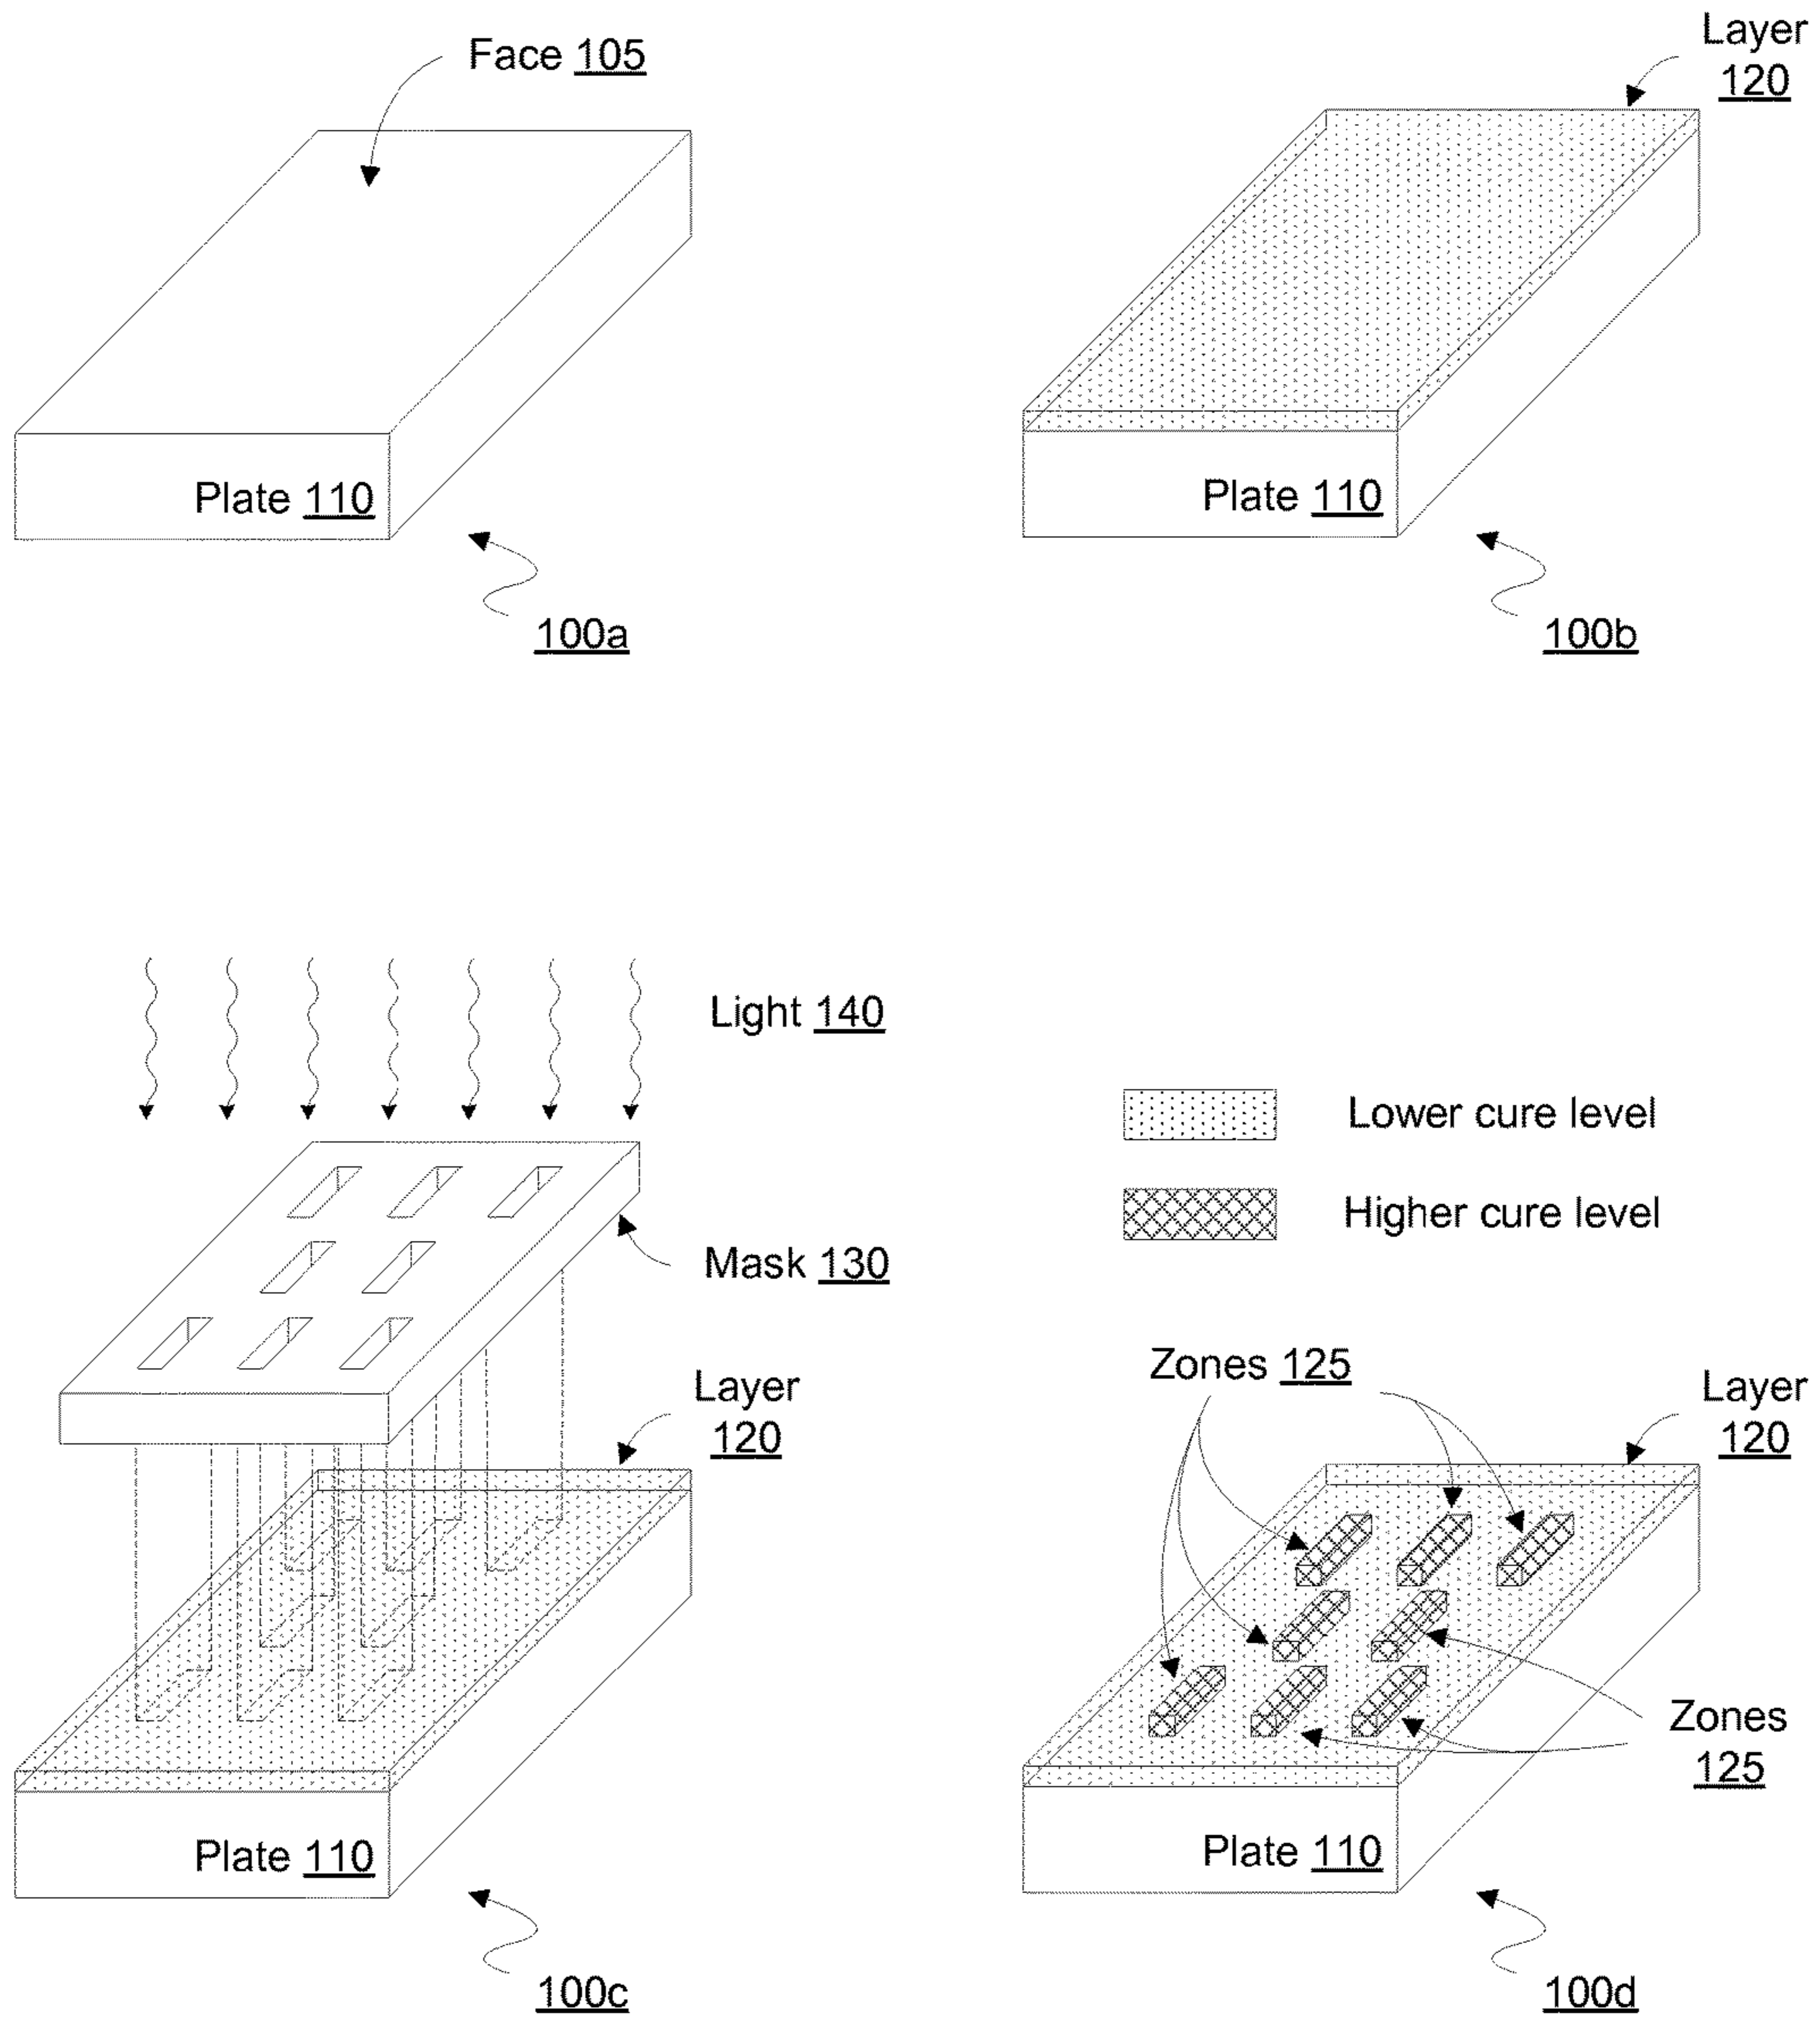 Face 105
Plate 110
100a
Layer
120
Plate 110
100b
Light 140
Mask 130
Layer
120
Plate 110
100c
Lower cure level
Higher cure level
Zones 125
Layer
120
Zones
125
Plate 110
100d